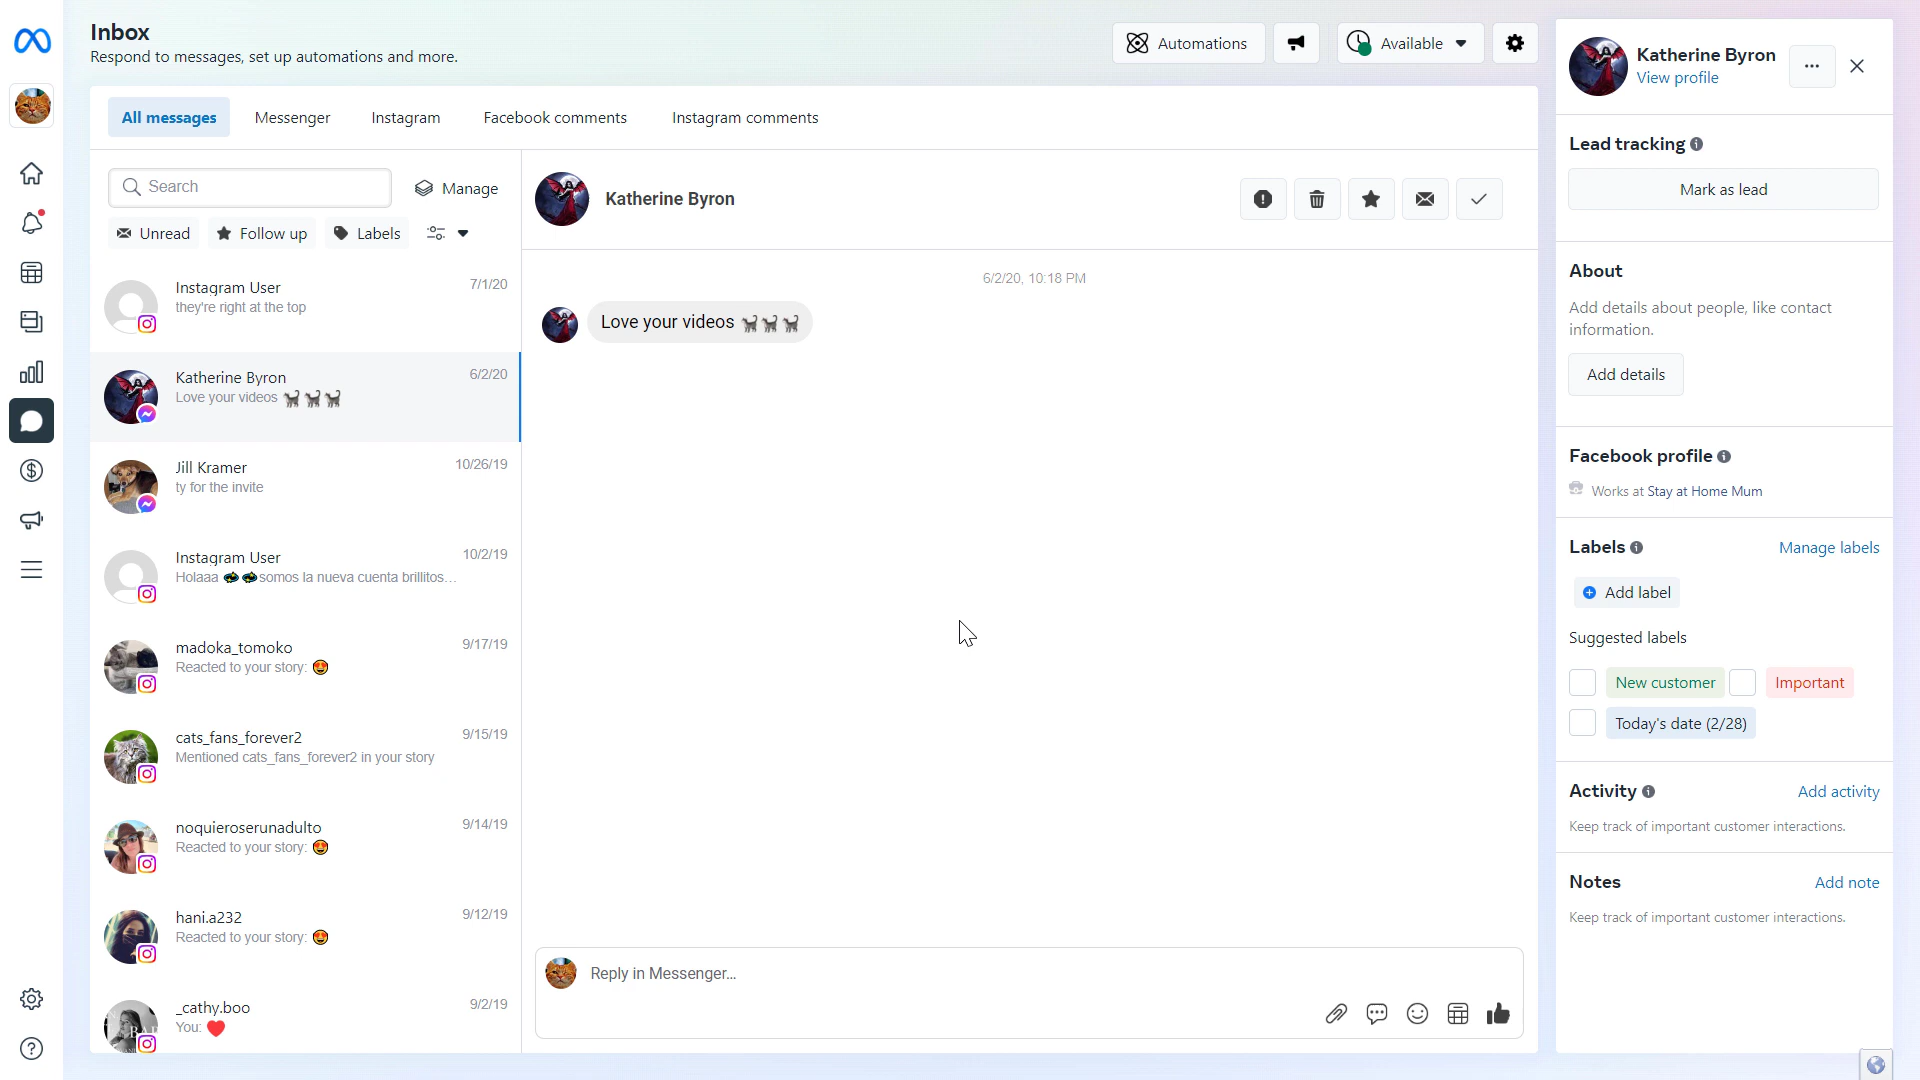 Inbox
Respond to messages, set up automations and more.
Automations
Available
All messages
Messenger
Instagram
Facebook comments
Instagram comments
Search
Manage
Unread
Follow up
Labels
Instagram User
7/1/20
they're right at the top
Katherine Byron
6/2/20
Love your videos 🐈‍⬛🐈‍⬛🐈‍⬛
Jill Kramer
10/26/19
ty for the invite
Instagram User
10/2/19
Holaaa somos la nueva cuenta brillitos...
madoka_tomoko
9/17/19
Reacted to your story: 😍
cats_fans_forever2
9/15/19
Mentioned cats_fans_forever2 in your story
noquieroserunadulto
9/14/19
Reacted to your story: 😍
hani.a232
9/12/19
Reacted to your story: 😍
_cathy.boo
9/2/19
You: ❤️
Katherine Byron
6/2/20, 10:18 PM
Love your videos 🐈‍⬛🐈‍⬛🐈‍⬛
Reply in Messenger...
Katherine Byron
View profile
Lead tracking
Mark as lead
About
Add details about people, like contact
information.
Add details
Facebook profile
Works at Stay at Home Mum
Labels
Manage labels
Add label
Suggested labels
New customer
Important
Today's date (2/28)
Activity
Add activity
Keep track of important customer interactions.
Notes
Add note
Keep track of important customer interactions.